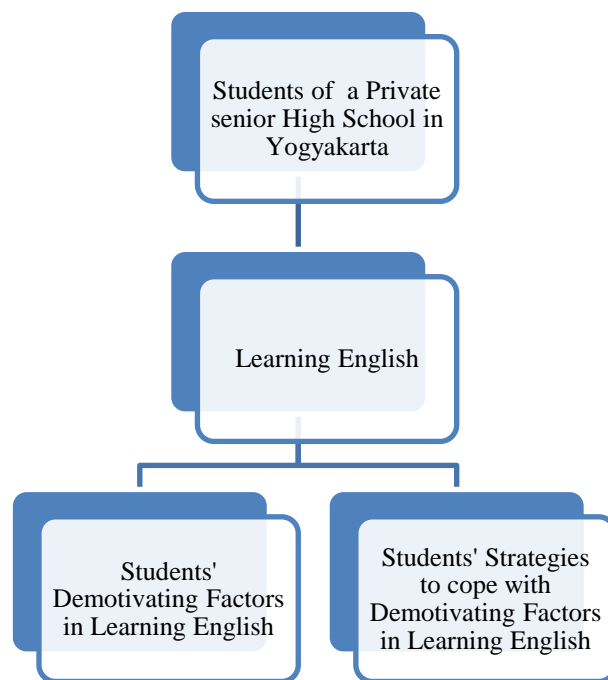 Students of a Private
senior High School in
Yogyakarta
Learning English
Students'
Demotivating Factors
in Learning English
Students' Strategies
to cope with
Demotivating Factors
in Learning English